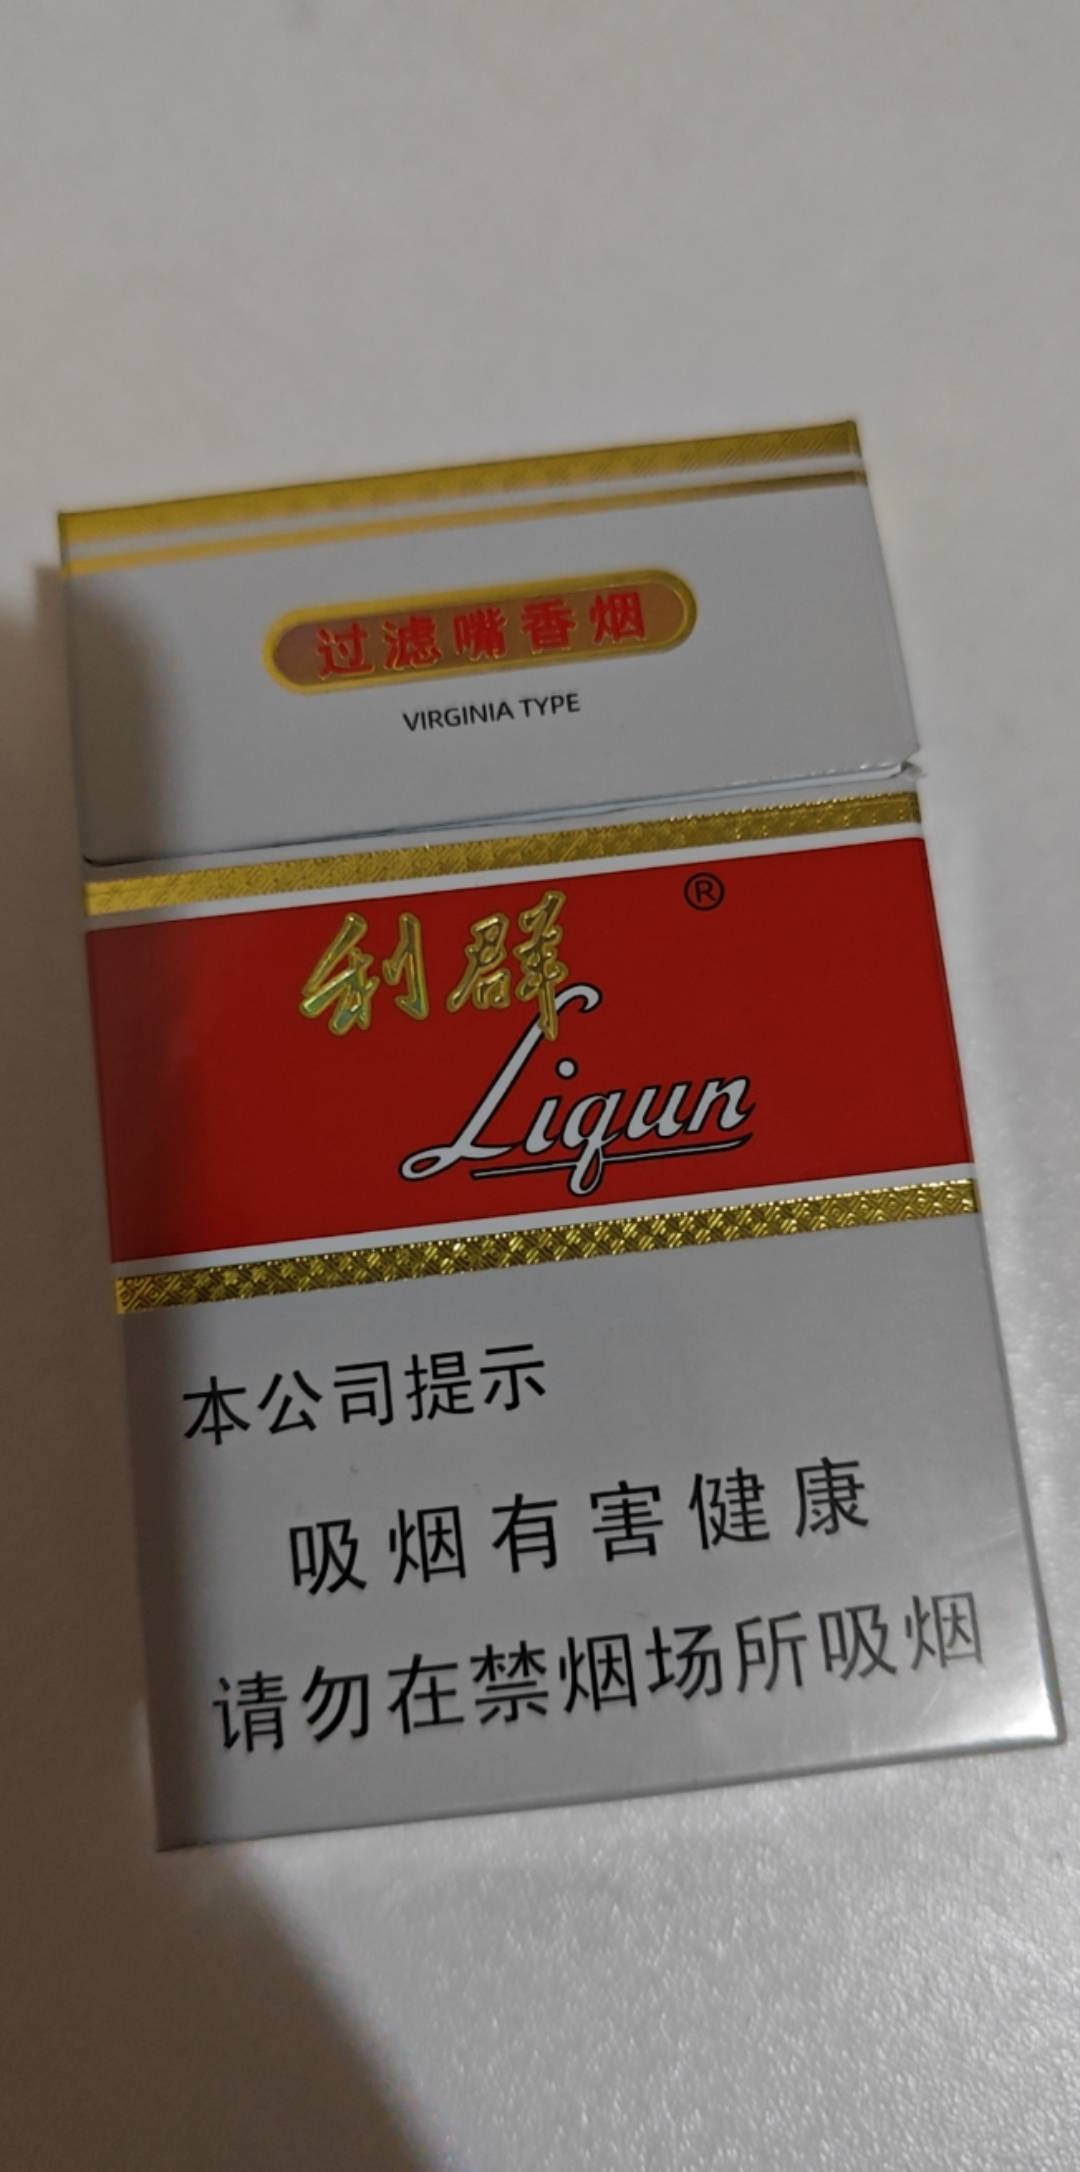 过滤嘴香烟
VIRGINIA TYPE
利群
®
Liqun
本公司提示
吸烟有害健康
请勿在禁烟场所吸烟